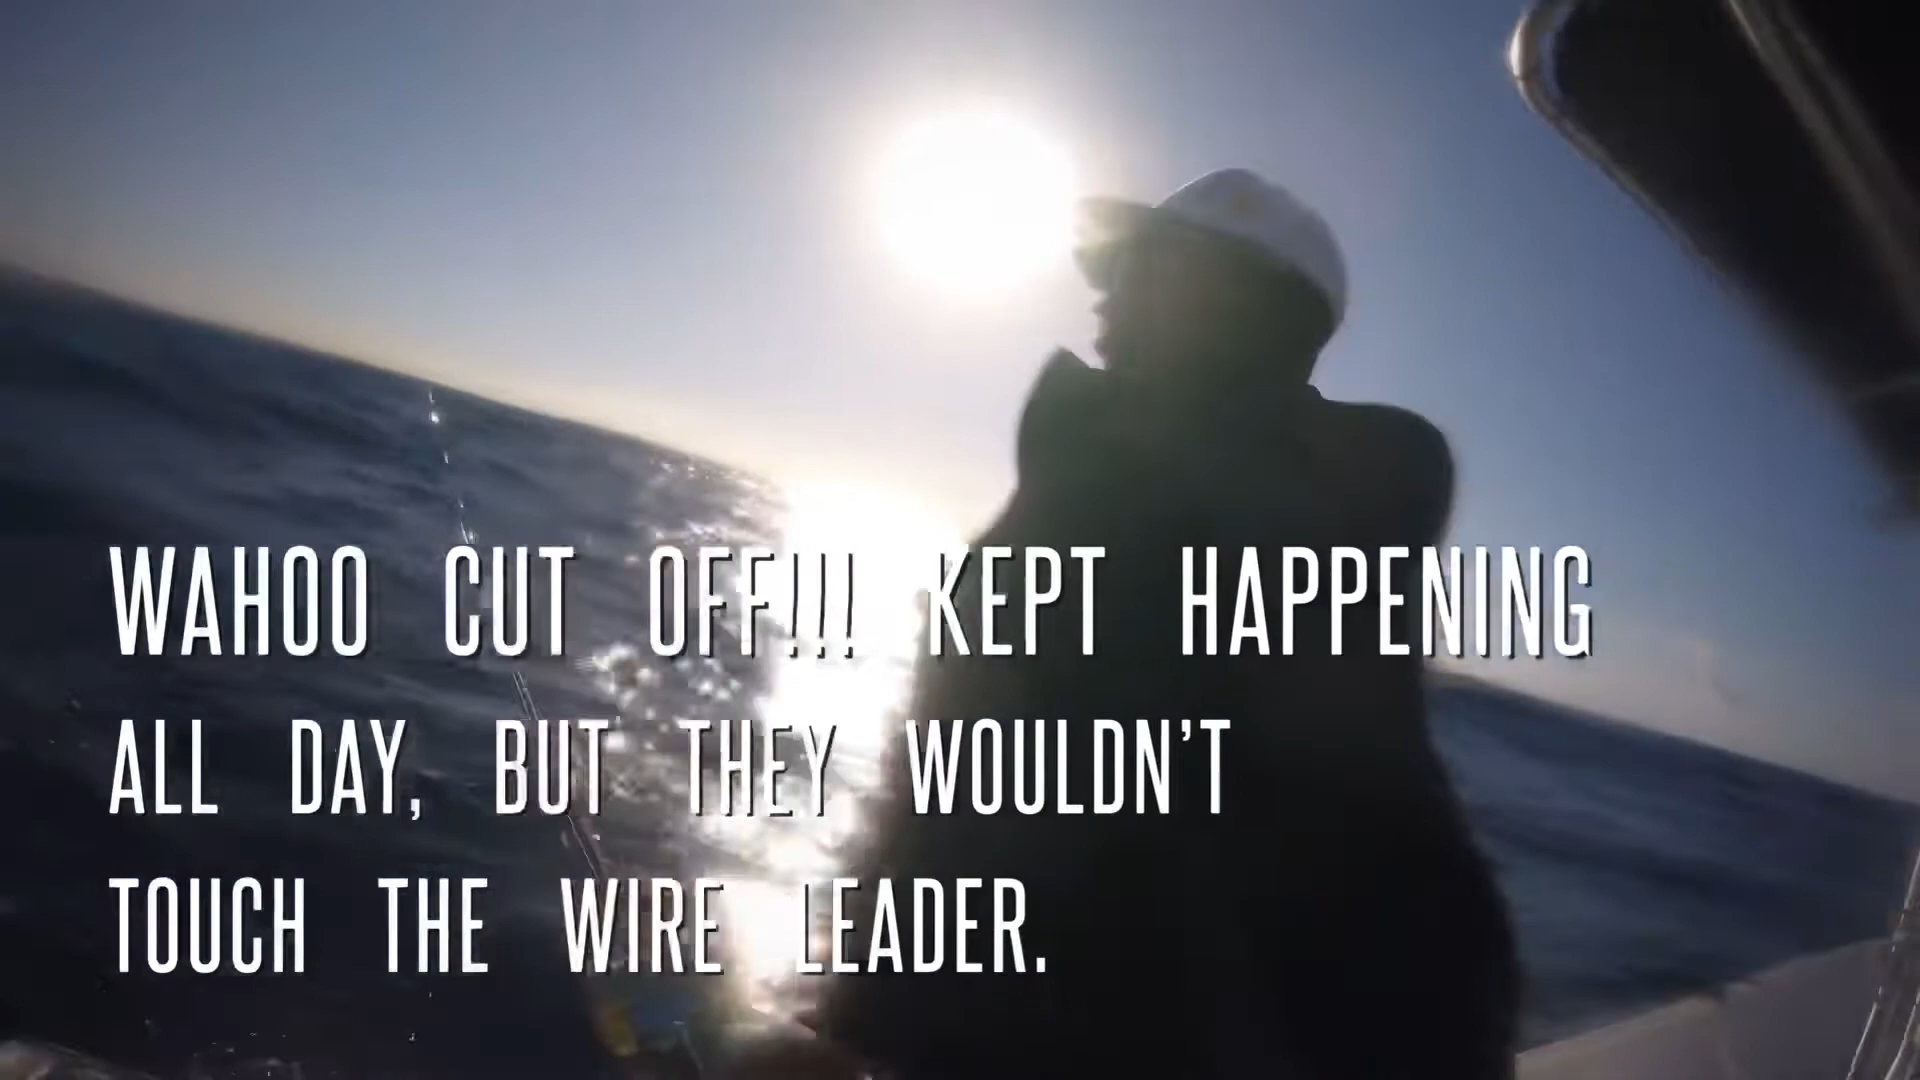 WAHOO CUT OFF!!! KEPT HAPPENING
ALL DAY, BUT THEY WOULDN'T
TOUCH THE WIRE LEADER.